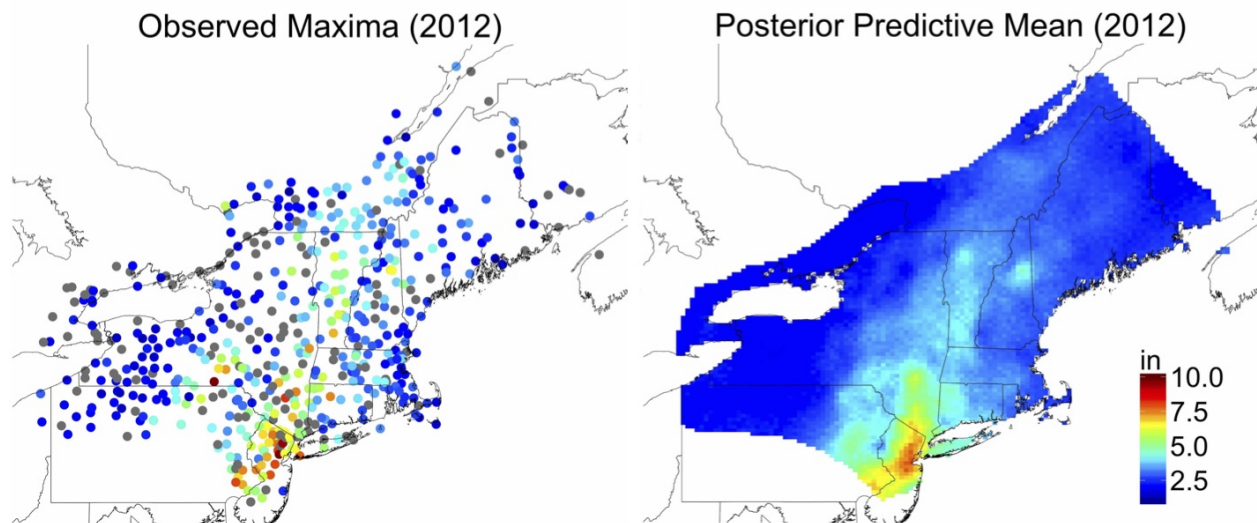 Observed Maxima (2012)
Posterior Predictive Mean (2012)
in
10.0
7.5
5.0
2.5